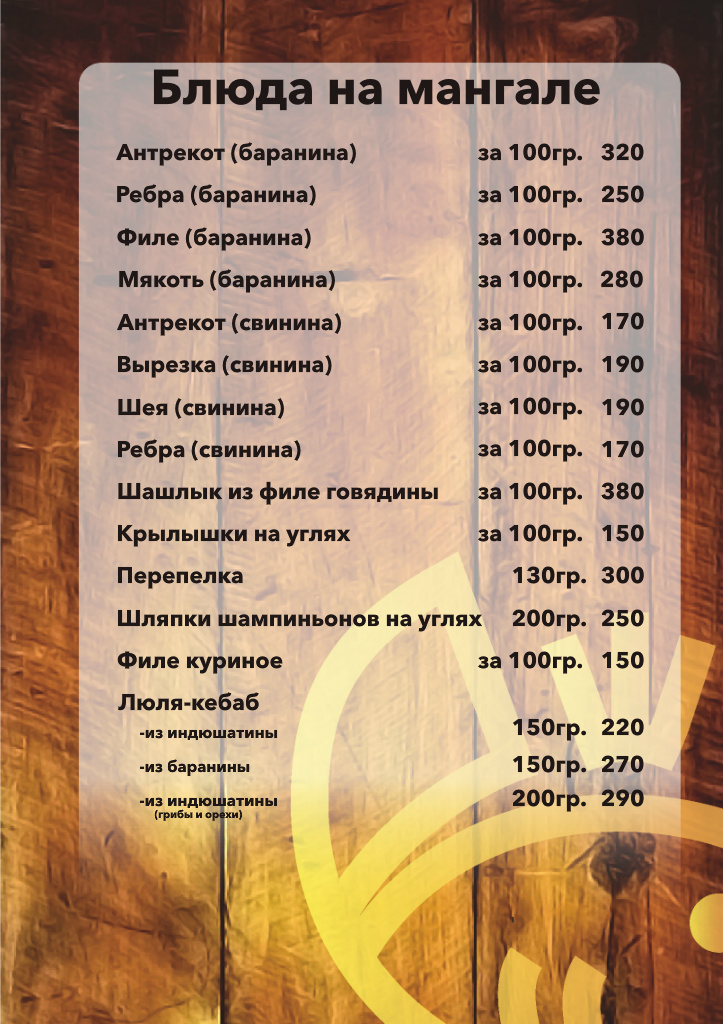 Блюда на мангале
Антрекот (баранина) за 100гр. 320
Ребра (баранина) за 100гр. 250
Филе (баранина) за 100гр. 380
Мякоть (баранина) за 100гр. 280
Антрекот (свинина) за 100гр. 170
Вырезка (свинина) за 100гр. 190
Шея (свинина) за 100гр. 190
Ребра (свинина) за 100гр. 170
Шашлык из филе говядины за 100гр. 380
Крылышки на углях за 100гр. 150
Перепелка 130гр. 300
Шляпки шампиньонов на углях 200гр. 250
Филе куриное за 100гр. 150
Люля-кебаб
-из индюшатины 150гр. 220
-из баранины 150гр. 270
-из индюшатины 200гр. 290
(грибы и орехи)